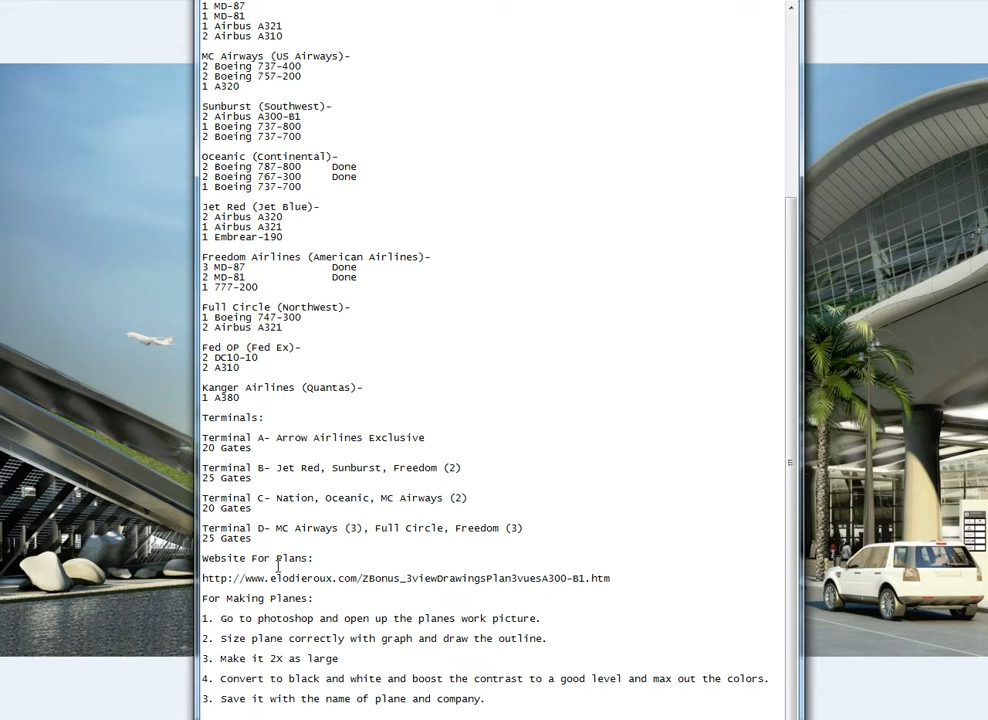 1 MD-87
1 MD-81
1 Airbus A321
2 Airbus A310
MC Airways (US Airways)-
2 Boeing 737-400
2 Boeing 757-200
1 A320
Sunburst (Southwest)-
2 Airbus A300-B1
1 Boeing 737-800
2 Boeing 737-700
Oceanic (Continental)-
2 Boeing 787-800 Done
2 Boeing 767-300 Done
1 Boeing 737-700
Jet Red (Jet Blue)-
2 Airbus A320
1 Airbus A321
1 Embrear-190
Freedom Airlines (American Airlines)-
3 MD-87 Done
2 MD-81 Done
1 777-200
Full Circle (NorthWest)-
1 Boeing 747-300
2 Airbus A321
Fed OP (Fed Ex)-
2 DC10-10
2 A310
Kanger Airlines (Quantas)-
1 A380
Terminals:
Terminal A- Arrow Airlines Exclusive
20 Gates
Terminal B- Jet Red, Sunburst, Freedom (2)
25 Gates
Terminal C- Nation, Oceanic, MC Airways (2)
20 Gates
Terminal D- MC Airways (3), Full Circle, Freedom (3)
25 Gates
Website For Plans:
http://www.elodieroux.com/ZBonus_3viewDrawingsPlan3vuesA300-B1.htm
For Making Planes:
1. Go to photoshop and open up the planes work picture.
2. Size plane correctly with graph and draw the outline.
3. Make it 2X as large
4. Convert to black and white and boost the contrast to a good level and max out the colors.
3. Save it with the name of plane and company.